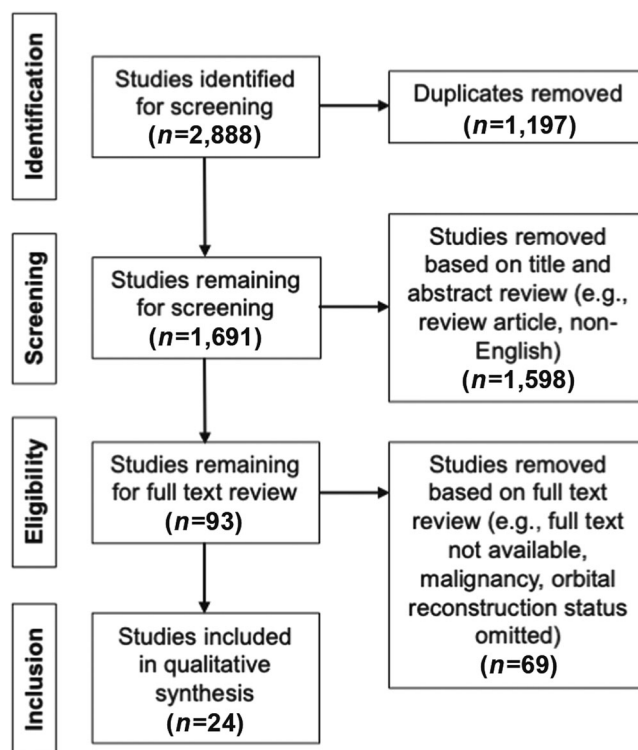 Identification
Studies identified
for screening
(n=2,888)
Duplicates removed
(n=1,197)
Screening
Studies remaining
for screening
(n=1,691)
Studies removed
based on title and
abstract review (e.g.,
review article, non-
English)
(n=1,598)
Eligibility
Studies remaining
for full text review
(n=93)
Studies removed
based on full text
review (e.g., full text
not available,
malignancy, orbital
reconstruction status
omitted)
(n=69)
Inclusion
Studies included
in qualitative
synthesis
(n=24)